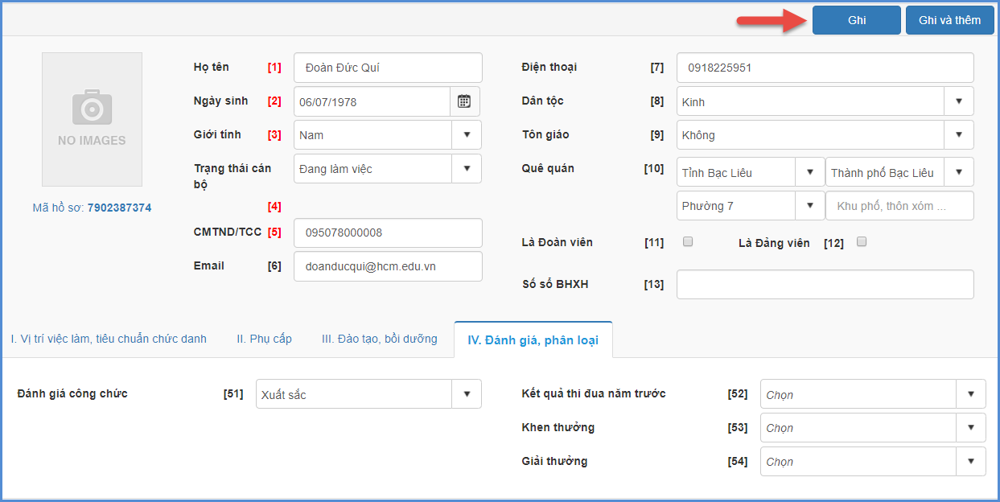 Ghi
Ghi và thêm
NO IMAGES
Mã hồ sơ: 7902387374
Họ tên [1] Đoàn Đức Quí
Ngày sinh [2] 06/07/1978
Giới tính [3] Nam
Trạng thái cán Đang làm việc
bộ
[4]
CMTND/TCC [5] 095078000008
Email [6] doanducqui@hcm.edu.vn
Điện thoại [7] 0918225951
Dân tộc [8] Kinh
Tôn giáo [9] Không
Quê quán [10] Tỉnh Bạc Liêu Thành phố Bạc Liêu
Phường 7 Khu phố, thôn xóm ...
Là Đoàn viên [11] Là Đảng viên [12]
Số sổ BHXH [13]
I. Vị trí việc làm, tiêu chuẩn chức danh II. Phụ cấp III. Đào tạo, bồi dưỡng IV. Đánh giá, phân loại
Đánh giá công chức [51] Xuất sắc
Kết quả thi đua năm trước [52] Chọn
Khen thưởng [53] Chọn
Giải thưởng [54] Chọn